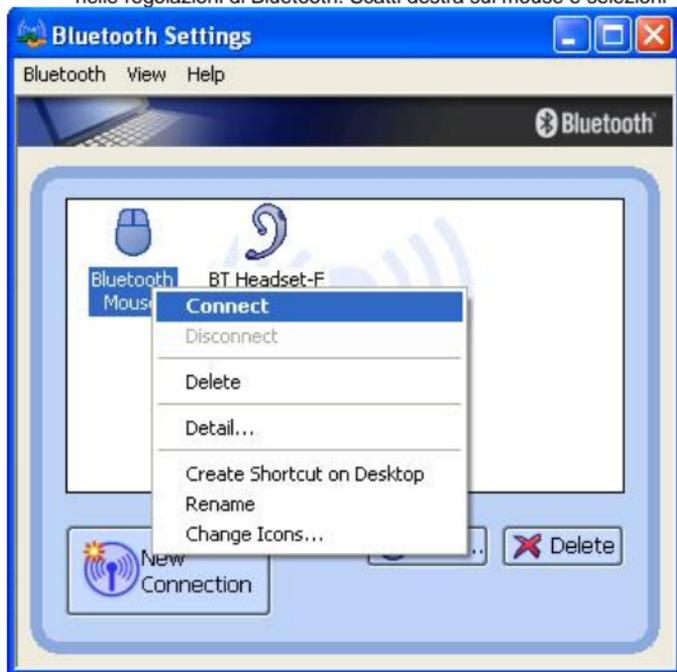 nelle regolazioni di Bluetooth. Scatti destra sul mouse e selezioni
Bluetooth Settings
Bluetooth View Help
Bluetooth
Bluetooth
Mouse
BT Headset-F
Connect
Disconnect
Delete
Detail...
Create Shortcut on Desktop
Rename
Change Icons...
New
Connection
Delete